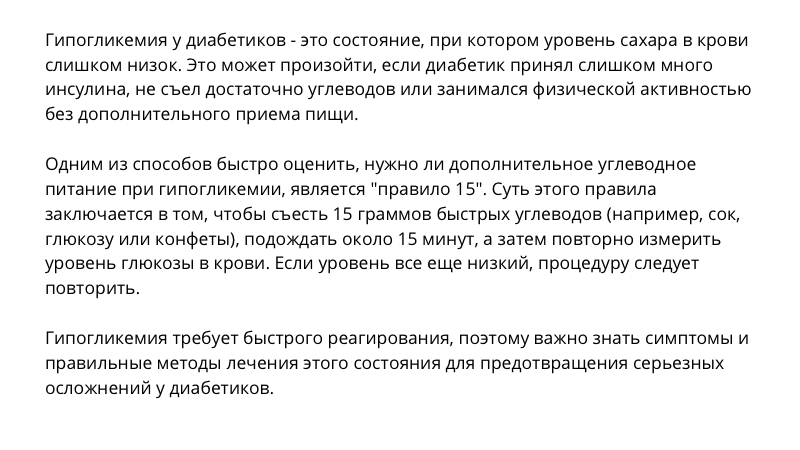 Гипогликемия у диабетиков - это состояние, при котором уровень сахара в крови
слишком низок. Это может произойти, если диабетик принял слишком много
инсулина, не съел достаточно углеводов или занимался физической активностью
без дополнительного приема пищи.
Одним из способов быстро оценить, нужно ли дополнительное углеводное
питание при гипогликемии, является "правило 15". Суть этого правила
заключается в том, чтобы съесть 15 граммов быстрых углеводов (например, сок,
глюкозу или конфеты), подождать около 15 минут, а затем повторно измерить
уровень глюкозы в крови. Если уровень все еще низкий, процедуру следует
повторить.
Гипогликемия требует быстрого реагирования, поэтому важно знать симптомы и
правильные методы лечения этого состояния для предотвращения серьезных
осложнений у диабетиков.